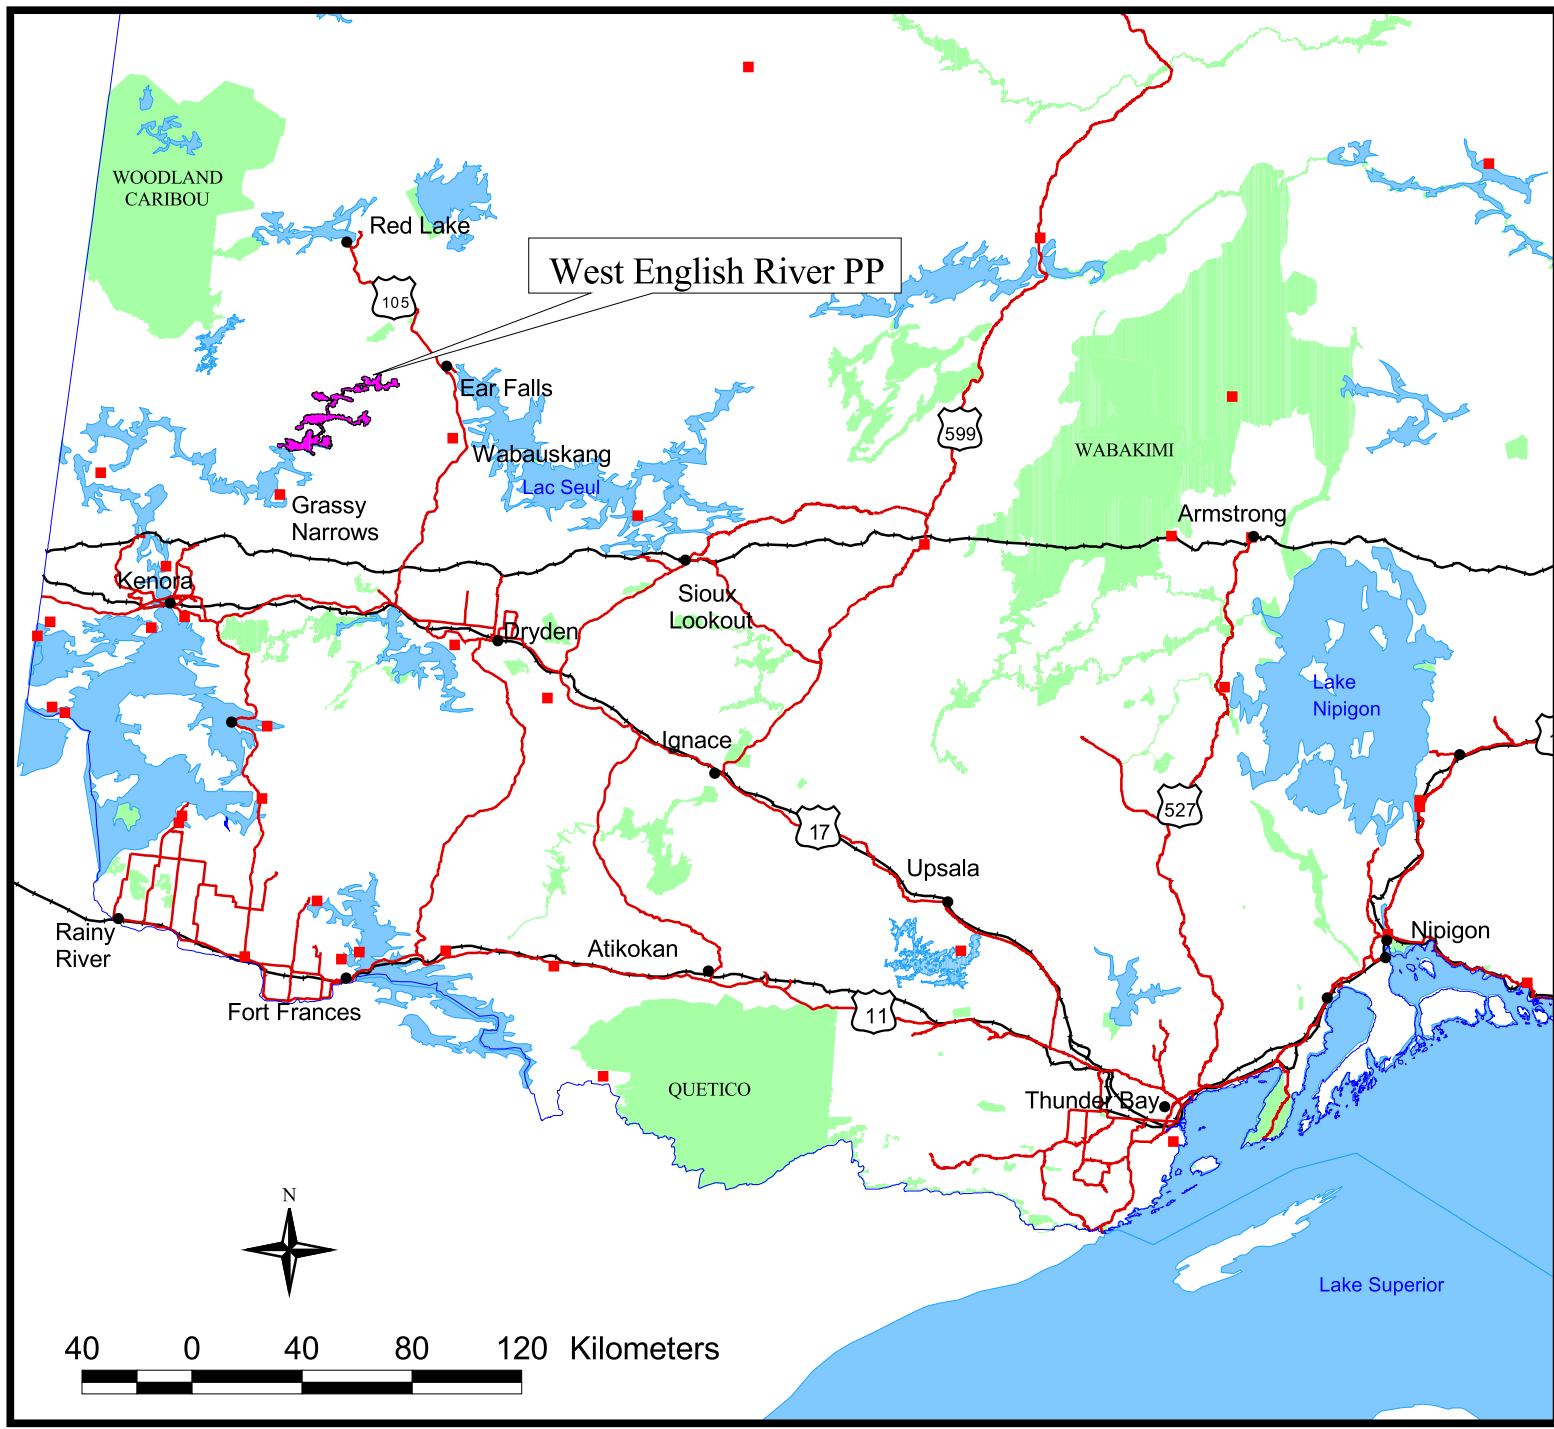 WOODLAND
CARIBOU
Red Lake
West English River PP
105
Ear Falls
599
WABAKIMI
Wabauskang
Lac Seul
Grassy
Narrows
Armstrong
Kenora
Sioux
Lookout
Dryden
Lake
Nipigon
Ignace
1
527
17
Upsala
Rainy
River
Atikokan
Nipigon
Fort Frances
11
QUETICO
Thunder Bay
N
Lake Superior
40 0 40 80 120 Kilometers